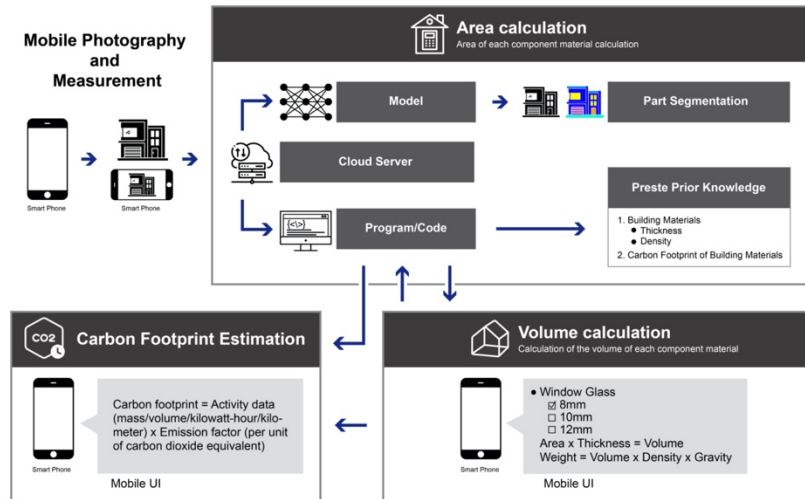 Mobile Photography
and
Measurement
Smart Phone
Smart Phone
Area calculation
Area of each component material calculation
Model
Part Segmentation
Cloud Server
Program/Code
Preste Prior Knowledge
1. Building Materials
● Thickness
● Density
2. Carbon Footprint of Building Materials
CO2
Carbon Footprint Estimation
Carbon footprint = Activity data
(mass/volume/kilowatt-hour/kilo-
meter) x Emission factor (per unit
of carbon dioxide equivalent)
Smart Phone
Mobile UI
Volume calculation
Calculation of the volume of each component material
● Window Glass
☑ 8mm
☐ 10mm
☐ 12mm
Area x Thickness = Volume
Weight = Volume x Density x Gravity
Smart Phone
Mobile UI